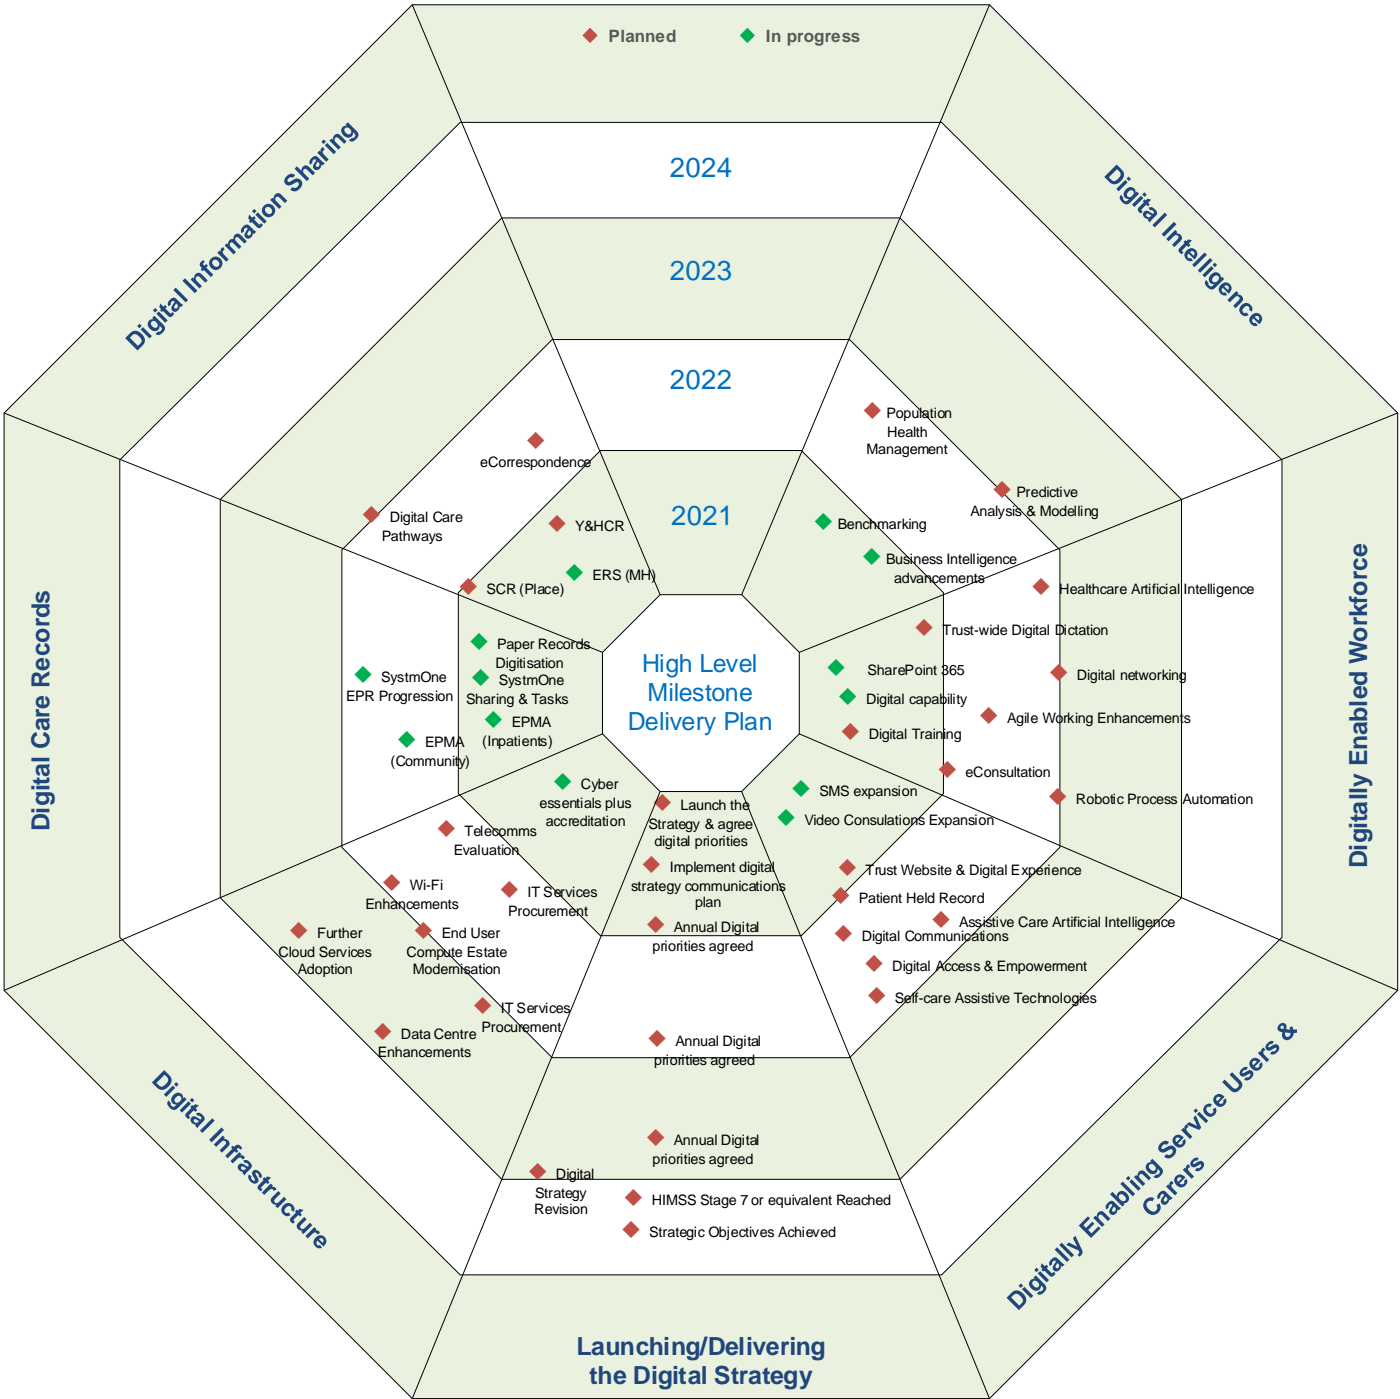 Planned
In progress
2024
2023
2022
2021
High Level
Milestone
Delivery Plan
Digital Information Sharing
eCorrespondence
Digital Care
Pathways
Y&HCR
ERS (MH)
SCR (Place)
Digital Intelligence
Population
Health
Management
Predictive
Analysis & Modelling
Benchmarking
Business Intelligence
advancements
Digitally Enabled Workforce
Healthcare Artificial Intelligence
Trust-wide Digital Dictation
SharePoint 365
Digital networking
Digital capability
Agile Working Enhancements
Digital Training
eConsultation
Robotic Process Automation
Digitally Enabling Service Users &
Carers
SMS expansion
Video Consulations Expansion
Trust Website & Digital Experience
Patient Held Record
Assistive Care Artificial Intelligence
Digital Communications
Digital Access & Empowerment
Self-care Assistive Technologies
Launching/Delivering
the Digital Strategy
Launch the
Strategy & agree
digital priorities
Implement digital
strategy communications
plan
Annual Digital
priorities agreed
Annual Digital
priorities agreed
Annual Digital
priorities agreed
Digital
Strategy
Revision
HIMSS Stage 7 or equivalent Reached
Strategic Objectives Achieved
Digital Infrastructure
Cyber
essentials plus
accreditation
Telecomms
Evaluation
Wi-Fi
Enhancements
IT Services
Procurement
Further
Cloud Services
Adoption
End User
Compute Estate
Modernisation
IT Services
Procurement
Data Centre
Enhancements
Digital Care Records
Paper Records
Digitisation
SystmOne
Sharing & Tasks
SystmOne
EPR Progression
EPMA
(Inpatients)
EPMA
(Community)